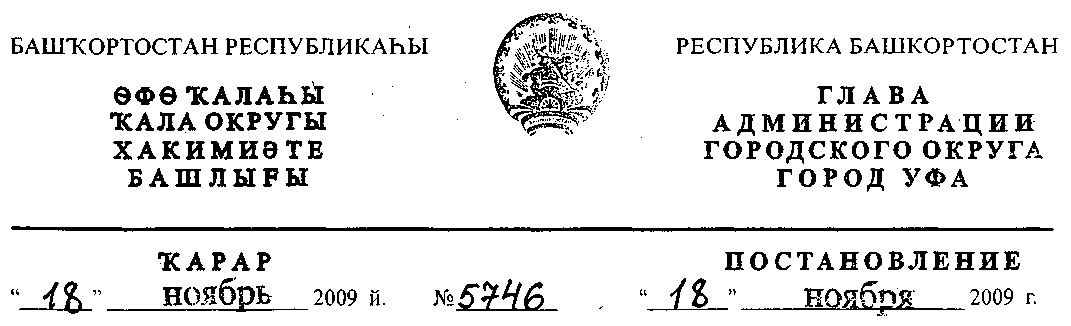 БАШҠОРТОСТАН РЕСПУБЛИКАҺЫ
ӨФӨ ҠАЛАҺЫ
ҠАЛА ОКРУГЫ
ХАКИМИӘТЕ
БАШЛЫҒЫ
РЕСПУБЛИКА БАШКОРТОСТАН
ГЛАВА
АДМИНИСТРАЦИИ
ГОРОДСКОГО ОКРУГА
ГОРОД УФА
ҠАРАР
"18" ноябрь 2009 й. №5746
ПОСТАНОВЛЕНИЕ
"18" ноября 2009 г.